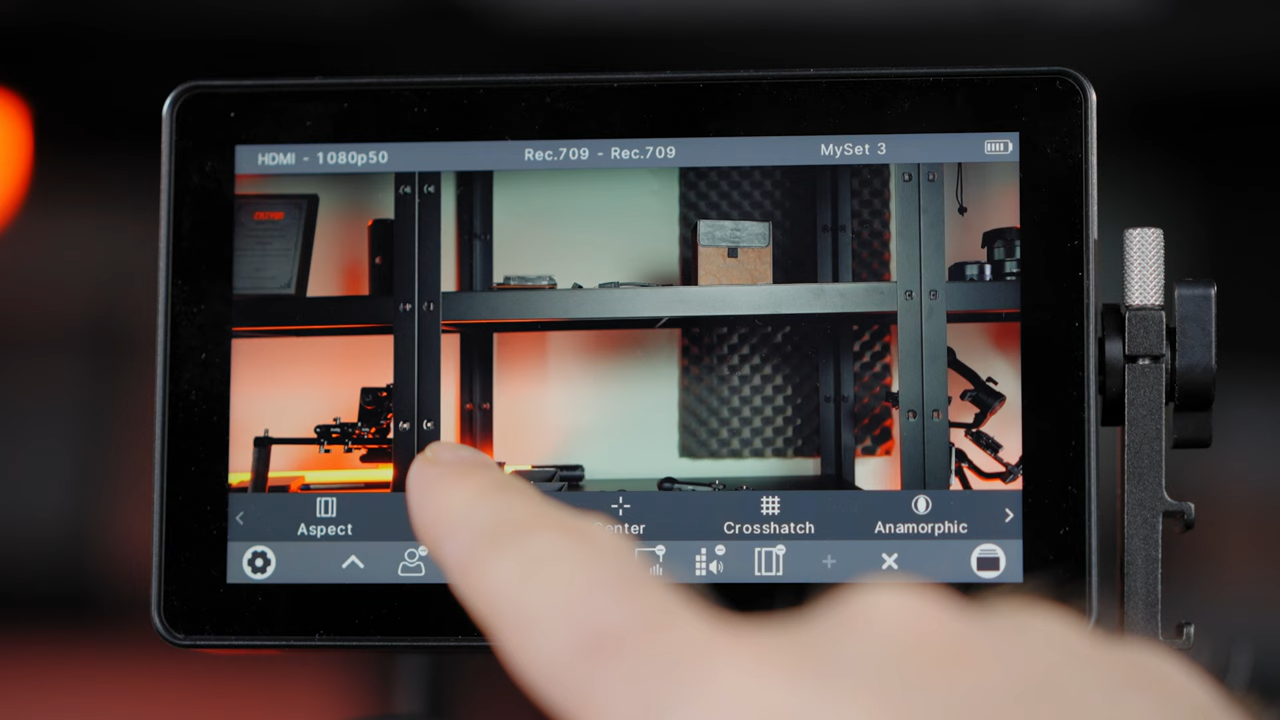 HDMI - 1080p50
Rec.709 - Rec.709
MySet 3
Aspect
Center
Crosshatch
Anamorphic